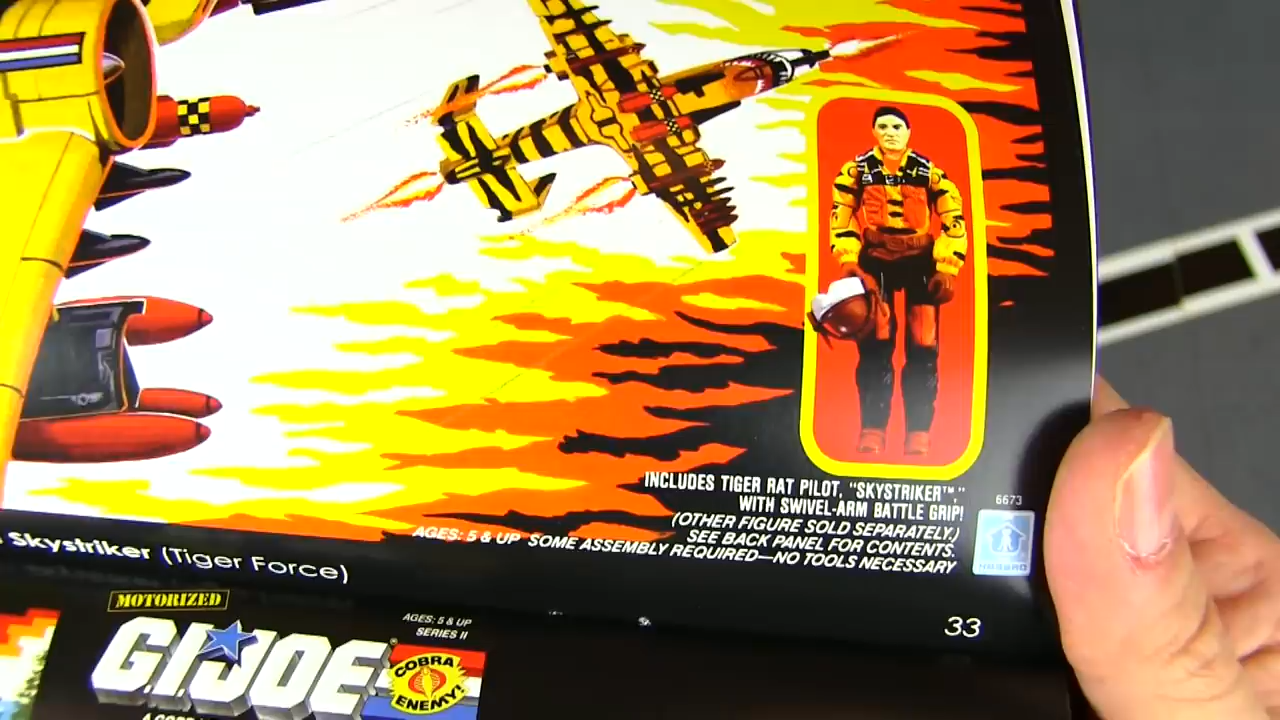 INCLUDES TIGER RAT PILOT, "SKYSTRIKER™,"
WITH SWIVEL-ARM BATTLE GRIP!
(OTHER FIGURE SOLD SEPARATELY.)
SEE BACK PANEL FOR CONTENTS.
AGES: 5 & UP SOME ASSEMBLY REQUIRED—NO TOOLS NECESSARY
6673
HASBRO
Skystriker (Tiger Force)
33
MOTORIZED
G.I.JOE
AGES: 5 & UP
SERIES II
COBRA
ENEMY!